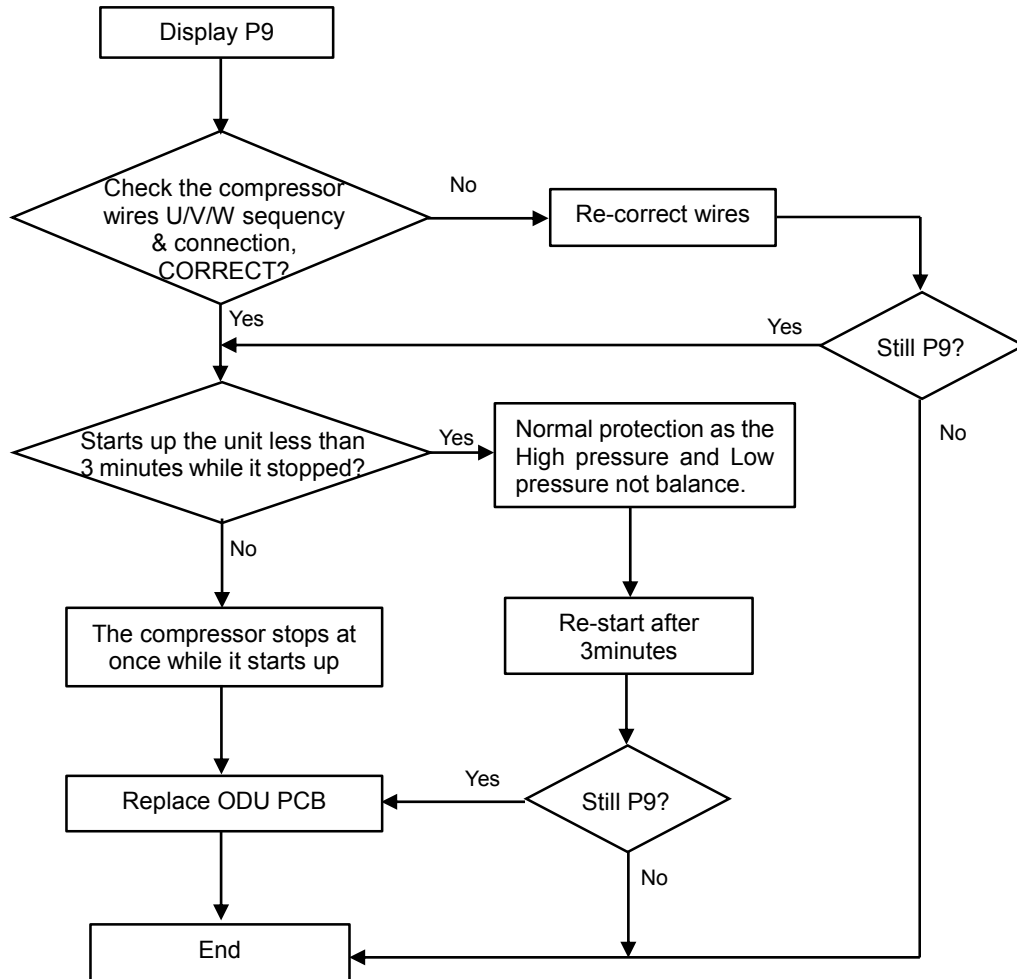 Display P9
Check the compressor
wires U/V/W sequency
& connection,
CORRECT?
No
Re-correct wires
Yes
Yes
Still P9?
No
Starts up the unit less than
3 minutes while it stopped?
Yes
Normal protection as the
High pressure and Low
pressure not balance.
No
The compressor stops at
once while it starts up
Re-start after
3minutes
Replace ODU PCB
Yes
Still P9?
No
End